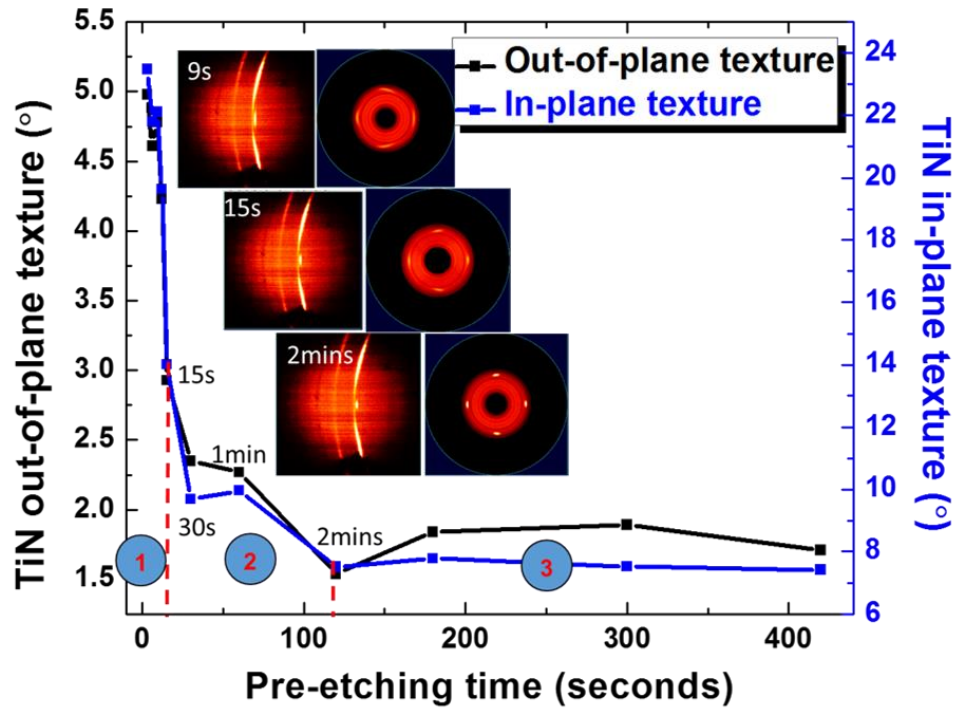 Out-of-plane texture
In-plane texture
TiN out-of-plane texture (°)
5.5
5.0
4.5
4.0
3.5
3.0
2.5
2.0
1.5
TiN in-plane texture (°)
24
22
20
18
16
14
12
10
8
6
9s
15s
2mins
15s
1min
30s
2mins
1
2
3
0
100
200
300
400
Pre-etching time (seconds)